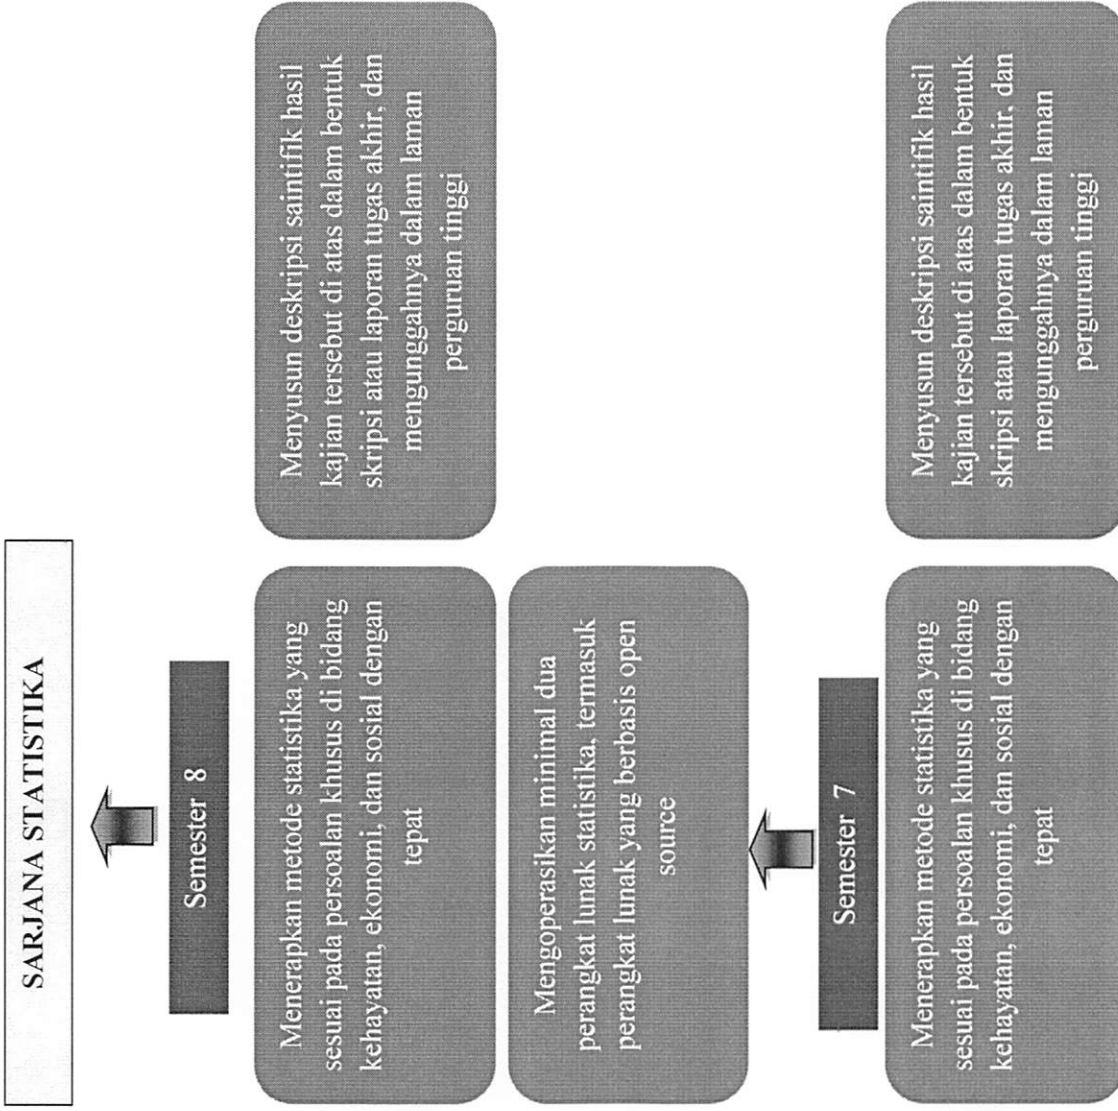 SARJANA STATISTIKA
Semester 8
Menerapkan metode statistika yang
sesuai pada persoalan khusus di bidang
kehayatan, ekonomi, dan sosial dengan
tepat
Menyusun deskripsi saintifik hasil
kajian tersebut di atas dalam bentuk
skripsi atau laporan tugas akhir, dan
mengunggahnya dalam laman
perguruan tinggi
Mengoperasikan minimal dua
perangkat lunak statistika, termasuk
perangkat lunak yang berbasis open
source
Semester 7
Menerapkan metode statistika yang
sesuai pada persoalan khusus di bidang
kehayatan, ekonomi, dan sosial dengan
tepat
Menyusun deskripsi saintifik hasil
kajian tersebut di atas dalam bentuk
skripsi atau laporan tugas akhir, dan
mengunggahnya dalam laman
perguruan tinggi